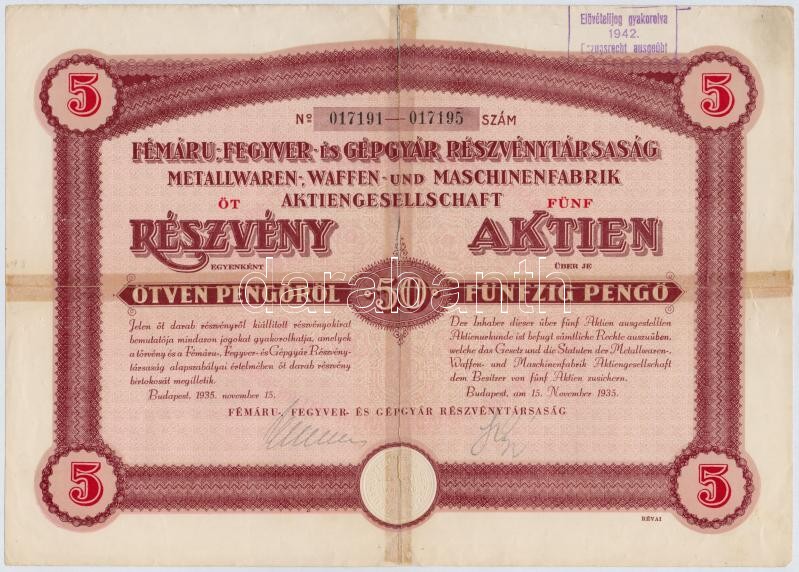 Elővételijog gyakorolva
1942.
Bezugsrecht ausgeübt
5 5
Nº 017191—017195 SZÁM
FÉMÁRU-, FEGYVER- ÉS GÉPGYÁR RÉSZVÉNYTÁRSASÁG
METALLWAREN-, WAFFEN- UND MASCHINENFABRIK
AKTIENGESELLSCHAFT
ÖT FÜNF
RÉSZVÉNY AKTIEN
EGYENKÉNT ÜBER JE
darabanth
ÖTVEN PENGŐRŐL 50 FÜNFZIG PENGŐ
Jelen öt darab részvényről kiállított részvényokirat
bemutatója mindazon jogokat gyakorolhatja, amelyek
a törvény és a Fémáru-, Fegyver- és Gépgyár Részvény-
társaság alapszabályai értelmében öt darab részvény
birtokosát megilletik.
Budapest, 1935. november 15.
Der Inhaber dieser über fünf Aktien ausgestellten
Aktienurkunde ist befugt sämtliche Rechte auszuüben,
welche das Gesetz und die Statuten der Metallwaren-,
Waffen- und Maschinenfabrik Aktiengesellschaft
dem Besitzer von fünf Aktien zusichern.
Budapest, am 15. November 1935.
FÉMÁRU-, FEGYVER- ÉS GÉPGYÁR RÉSZVÉNYTÁRSASÁG
5 5
RÉVAI